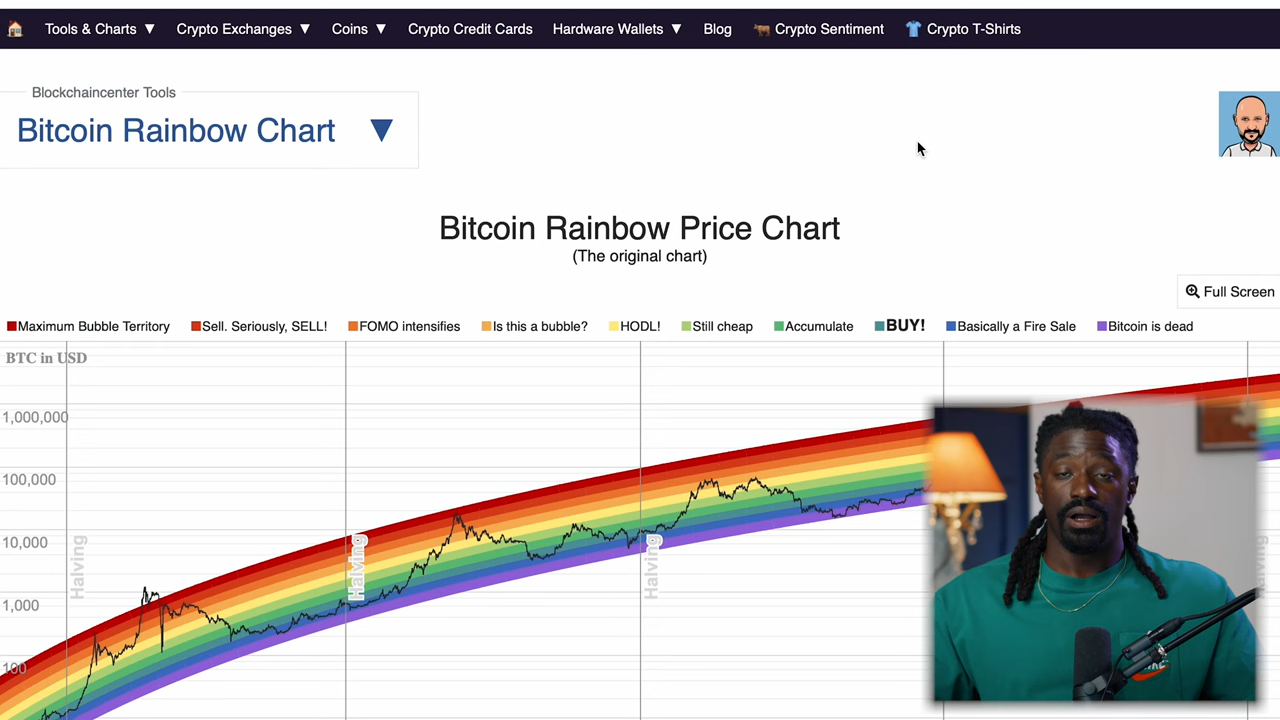 Tools & Charts ▼ Crypto Exchanges ▼ Coins ▼ Crypto Credit Cards Hardware Wallets ▼ Blog Crypto Sentiment Crypto T-Shirts
Blockchaincenter Tools
Bitcoin Rainbow Chart ▼
Bitcoin Rainbow Price Chart
(The original chart)
Full Screen
Maximum Bubble Territory Sell. Seriously, SELL! FOMO intensifies Is this a bubble? HODL! Still cheap Accumulate BUY! Basically a Fire Sale Bitcoin is dead
BTC in USD
1,000,000
100,000
10,000
1,000
100
Halving
Halving
Halving